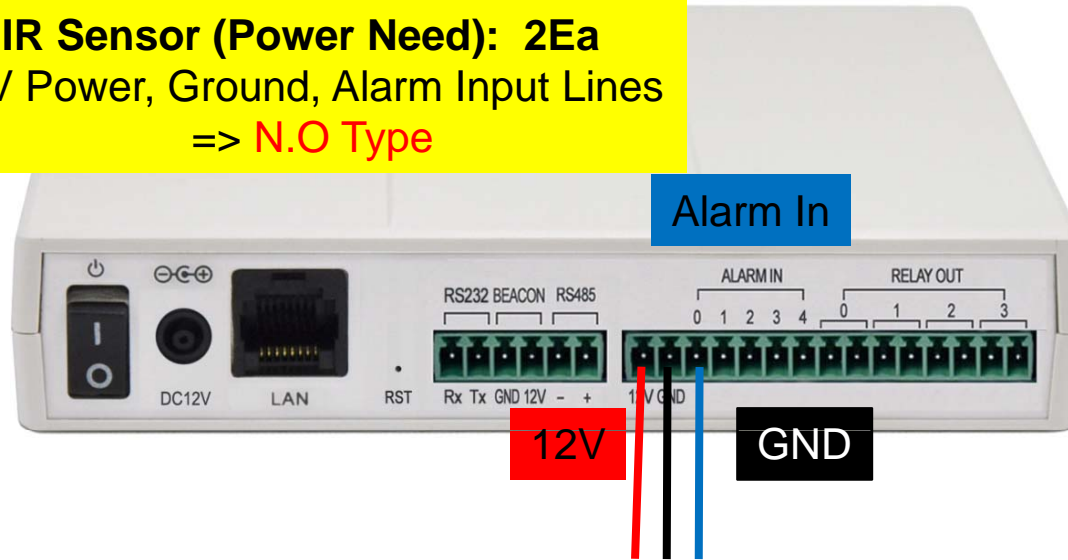 IR Sensor (Power Need): 2Ea
Power, Ground, Alarm Input Lines
=> N.O Type
Alarm In
ALARM IN
RELAY OUT
RS232 BEACON RS485
0 1 2 3 4 0 1 2 3
DC12V
LAN
RST
Rx Tx GND 12V - +
12V GND
12V
GND